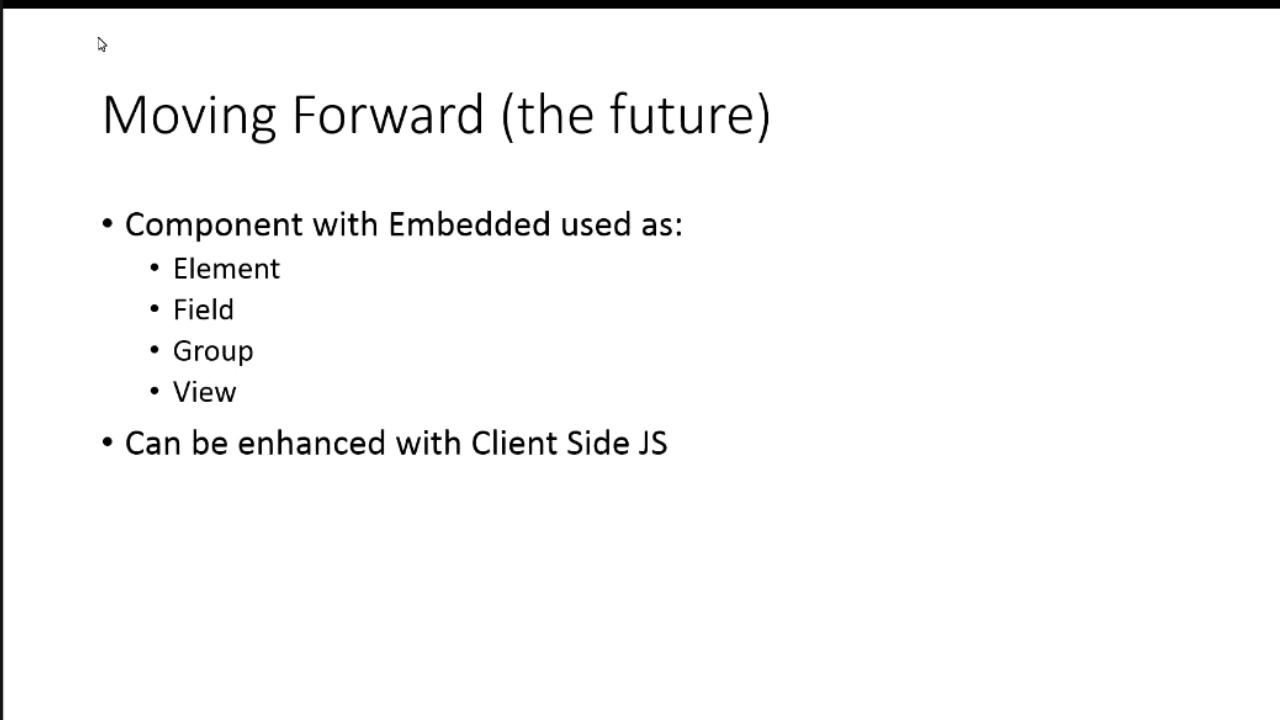 Moving Forward (the future)
• Component with Embedded used as:
• Element
• Field
• Group
• View
• Can be enhanced with Client Side JS